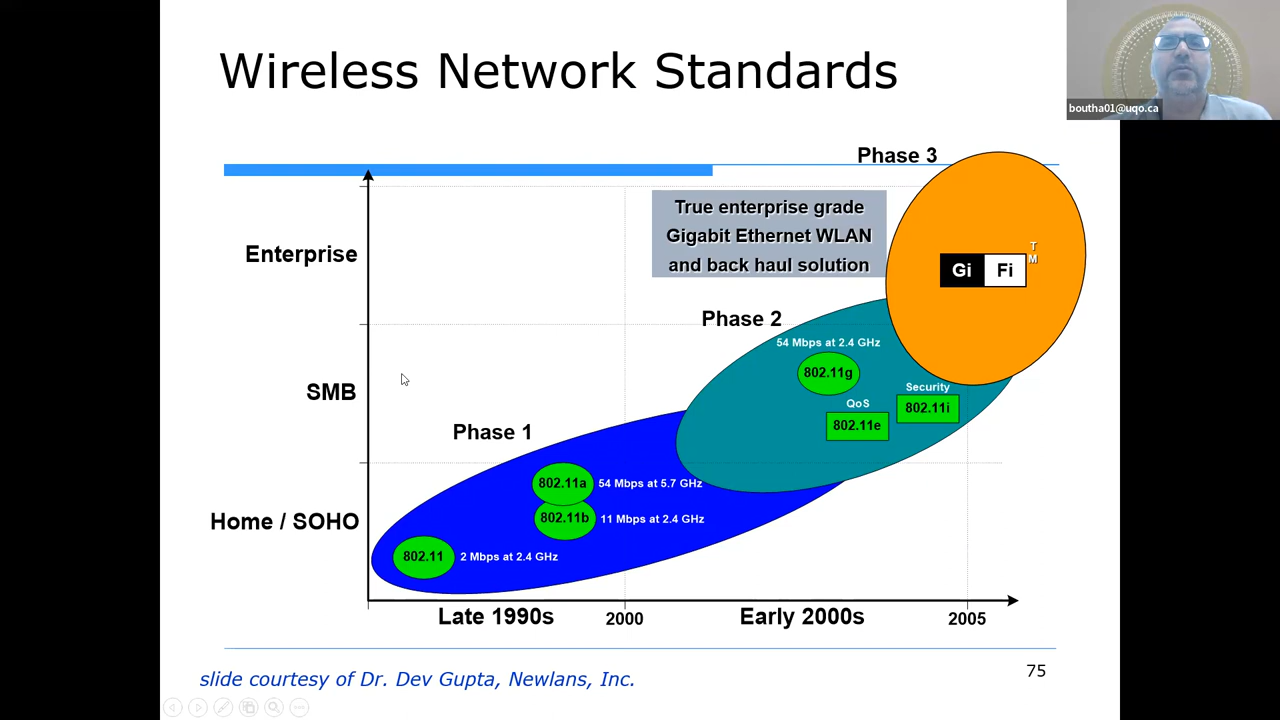 Wireless Network Standards
boutha01@uqo.ca
Phase 3
True enterprise grade
Gigabit Ethernet WLAN
and back haul solution
Enterprise
Gi Fi
T
M
Phase 2
54 Mbps at 2.4 GHz
802.11g
SMB
Security
802.11i
QoS
802.11e
Phase 1
802.11a 54 Mbps at 5.7 GHz
802.11b 11 Mbps at 2.4 GHz
Home / SOHO
802.11 2 Mbps at 2.4 GHz
Late 1990s 2000 Early 2000s 2005
slide courtesy of Dr. Dev Gupta, Newlans, Inc.
75